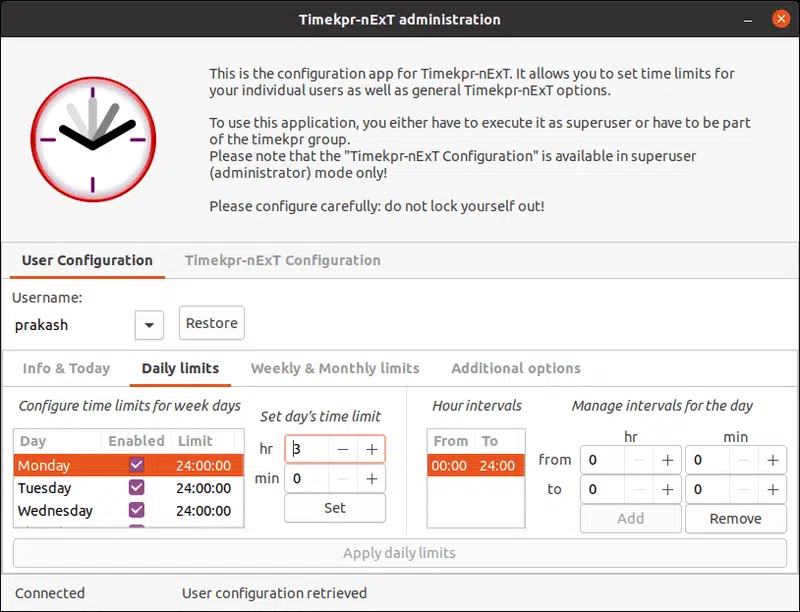 Timekpr-nExT administration
This is the configuration app for Timekpr-nExT. It allows you to set time limits for
your individual users as well as general Timekpr-nExT options.
To use this application, you either have to execute it as superuser or have to be part
of the timekpr group.
Please note that the "Timekpr-nExT Configuration" is available in superuser
(administrator) mode only!
Please configure carefully: do not lock yourself out!
User Configuration Timekpr-nExT Configuration
Username:
prakash Restore
Info & Today Daily limits Weekly & Monthly limits Additional options
Configure time limits for week days Set day's time limit Hour intervals Manage intervals for the day
Day Enabled Limit
Monday 24:00:00
Tuesday 24:00:00
Wednesday 24:00:00
hr 3 − +
min 0 − +
Set
From To
00:00 24:00
hr min
from 0 − + 0 − +
to 0 − + 0 − +
Add Remove
Apply daily limits
Connected User configuration retrieved